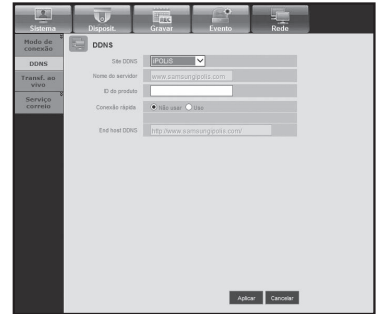 Sistema Disposit. Gravar Evento Rede
Modo de conexão
DDNS
Transf. ao vivo
Serviço correio
DDNS
Site DDNS iPOLIS
Nome do servidor www.samsungipolis.com
ID de produto
Conexão rápida Não usar Uso
End host DDNS http://www.samsungipolis.com/
Aplicar Cancelar